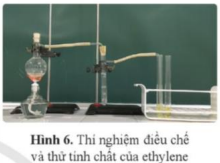 Hình 6. Thí nghiệm điều chế
và thử tính chất của ethylene